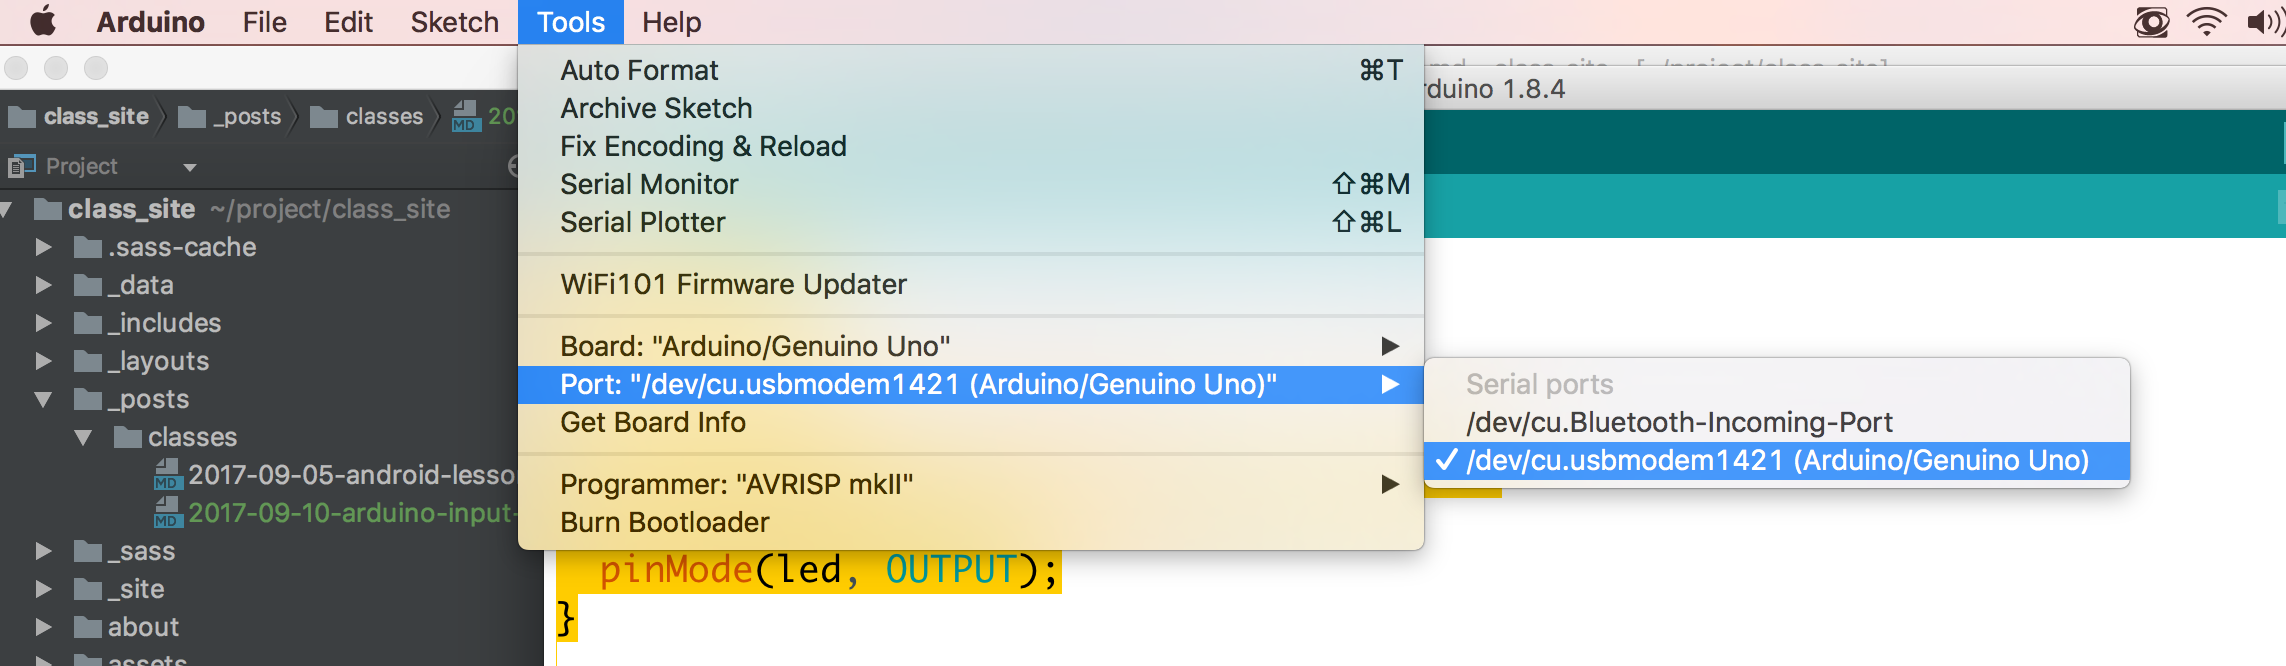 Arduino File Edit Sketch Tools Help
class_site _posts classes MD 20
Project
class_site ~/project/class_site
.sass-cache
_data
_includes
_layouts
_posts
classes
MD 2017-09-05-android-lesso
MD 2017-09-10-arduino-input-
_sass
_site
about
assets
Auto Format ⌘T
Archive Sketch
Fix Encoding & Reload
Serial Monitor ⇧⌘M
Serial Plotter ⇧⌘L
WiFi101 Firmware Updater
Board: "Arduino/Genuino Uno"
Port: "/dev/cu.usbmodem1421 (Arduino/Genuino Uno)"
Get Board Info
Programmer: "AVRISP mkII"
Burn Bootloader
rduino 1.8.4
Serial ports
/dev/cu.Bluetooth-Incoming-Port
✓ /dev/cu.usbmodem1421 (Arduino/Genuino Uno)
pinMode(led, OUTPUT);
}